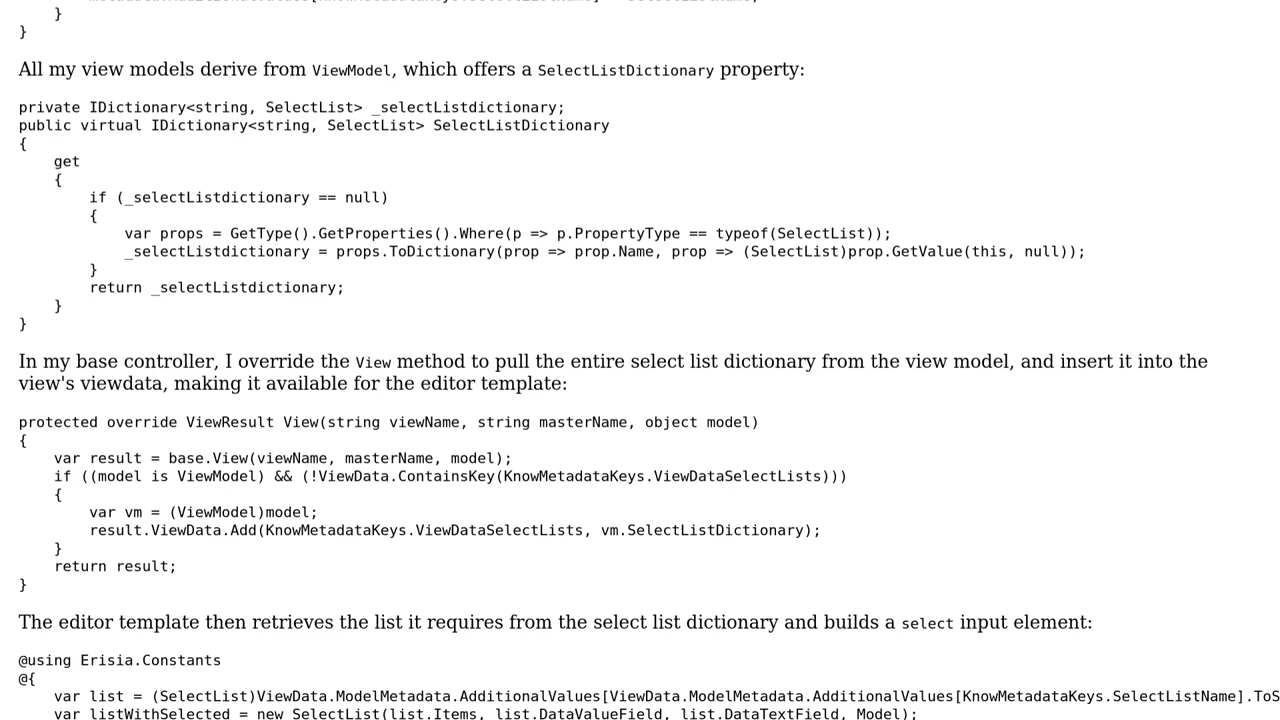 }
}
All my view models derive from ViewModel, which offers a SelectListDictionary property:
private IDictionary<string, SelectList> _selectListdictionary;
public virtual IDictionary<string, SelectList> SelectListDictionary
{
    get
    {
        if (_selectListdictionary == null)
        {
            var props = GetType().GetProperties().Where(p => p.PropertyType == typeof(SelectList));
            _selectListdictionary = props.ToDictionary(prop => prop.Name, prop => (SelectList)prop.GetValue(this, null));
        }
        return _selectListdictionary;
    }
}
In my base controller, I override the View method to pull the entire select list dictionary from the view model, and insert it into the
view's viewdata, making it available for the editor template:
protected override ViewResult View(string viewName, string masterName, object model)
{
    var result = base.View(viewName, masterName, model);
    if ((model is ViewModel) && (!ViewData.ContainsKey(KnowMetadataKeys.ViewDataSelectLists)))
    {
        var vm = (ViewModel)model;
        result.ViewData.Add(KnowMetadataKeys.ViewDataSelectLists, vm.SelectListDictionary);
    }
    return result;
}
The editor template then retrieves the list it requires from the select list dictionary and builds a select input element:
@using Erisia.Constants
@{
    var list = (SelectList)ViewData.ModelMetadata.AdditionalValues[ViewData.ModelMetadata.AdditionalValues[KnowMetadataKeys.SelectListName].ToS
    var listWithSelected = new SelectList(list.Items, list.DataValueField, list.DataTextField, Model);